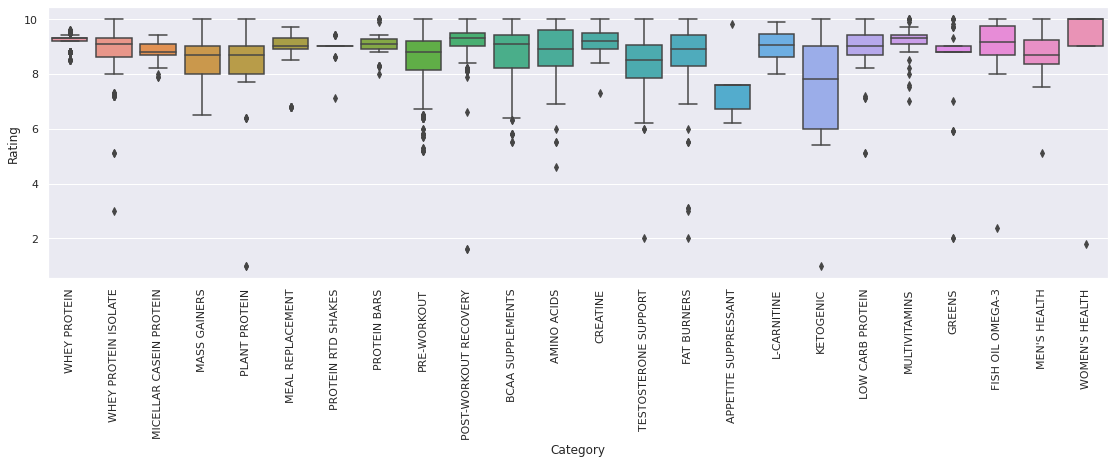 10
8
6
4
2
Rating
WHEY PROTEIN
WHEY PROTEIN ISOLATE
MICELLAR CASEIN PROTEIN
MASS GAINERS
PLANT PROTEIN
MEAL REPLACEMENT
PROTEIN RTD SHAKES
PROTEIN BARS
PRE-WORKOUT
POST-WORKOUT RECOVERY
BCAA SUPPLEMENTS
AMINO ACIDS
CREATINE
TESTOSTERONE SUPPORT
FAT BURNERS
APPETITE SUPPRESSANT
L-CARNITINE
KETOGENIC
LOW CARB PROTEIN
MULTIVITAMINS
GREENS
FISH OIL OMEGA-3
MEN'S HEALTH
WOMEN'S HEALTH
Category